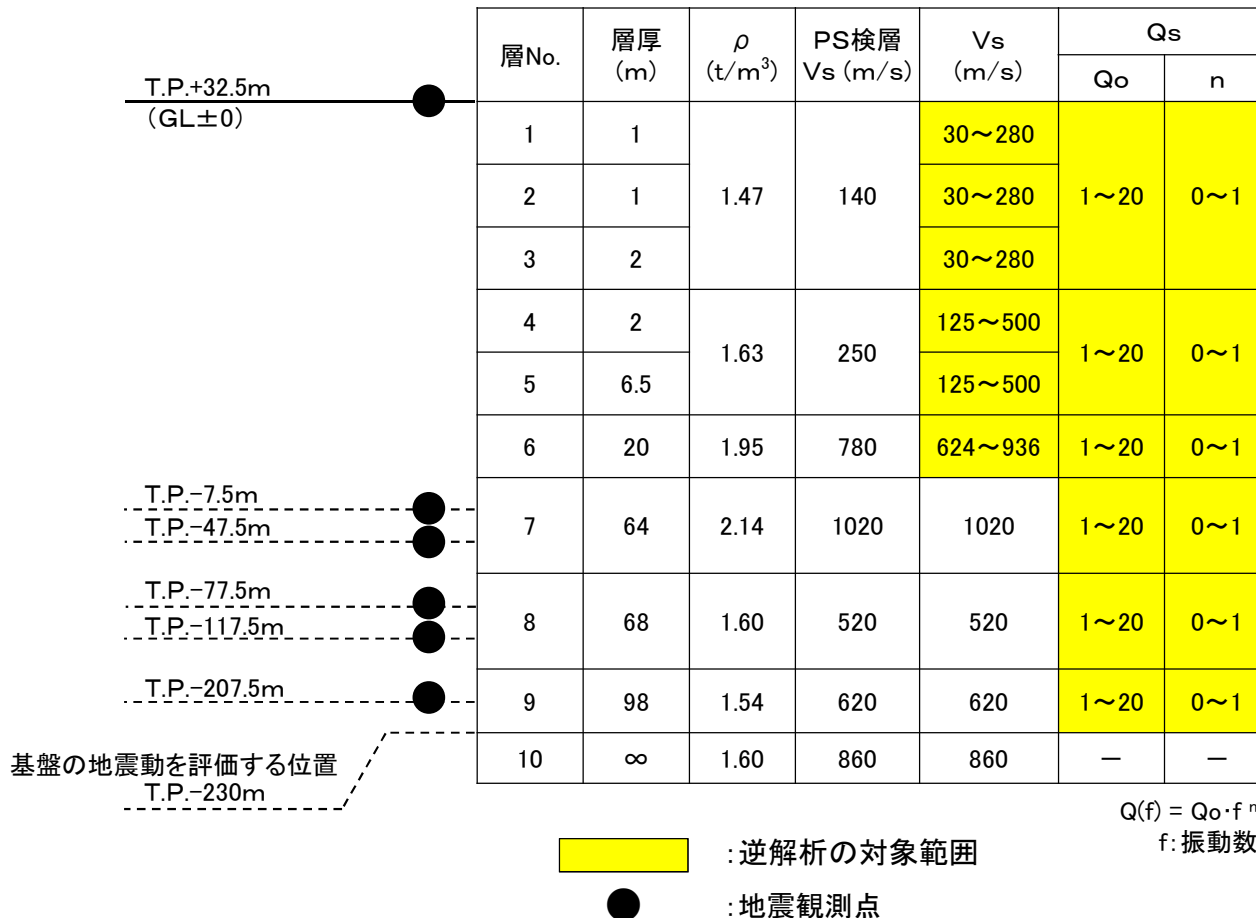 層No. 層厚 (m) ρ (t/m³) PS検層 Vs (m/s) Vs (m/s) Qs
Qo n
T.P.+32.5m
(GL±0)
1 1 1.47 140 30～280 1～20 0～1
2 1 30～280
3 2 30～280
4 2 1.63 250 125～500 1～20 0～1
5 6.5 125～500
6 20 1.95 780 624～936 1～20 0～1
T.P.-7.5m
T.P.-47.5m
7 64 2.14 1020 1020 1～20 0～1
T.P.-77.5m
T.P.-117.5m
8 68 1.60 520 520 1～20 0～1
T.P.-207.5m
9 98 1.54 620 620 1～20 0～1
基盤の地震動を評価する位置
T.P.-230m
10 ∞ 1.60 860 860 － －
Q(f) = Qo·f ⁿ
f:振動数
:逆解析の対象範囲
:地震観測点